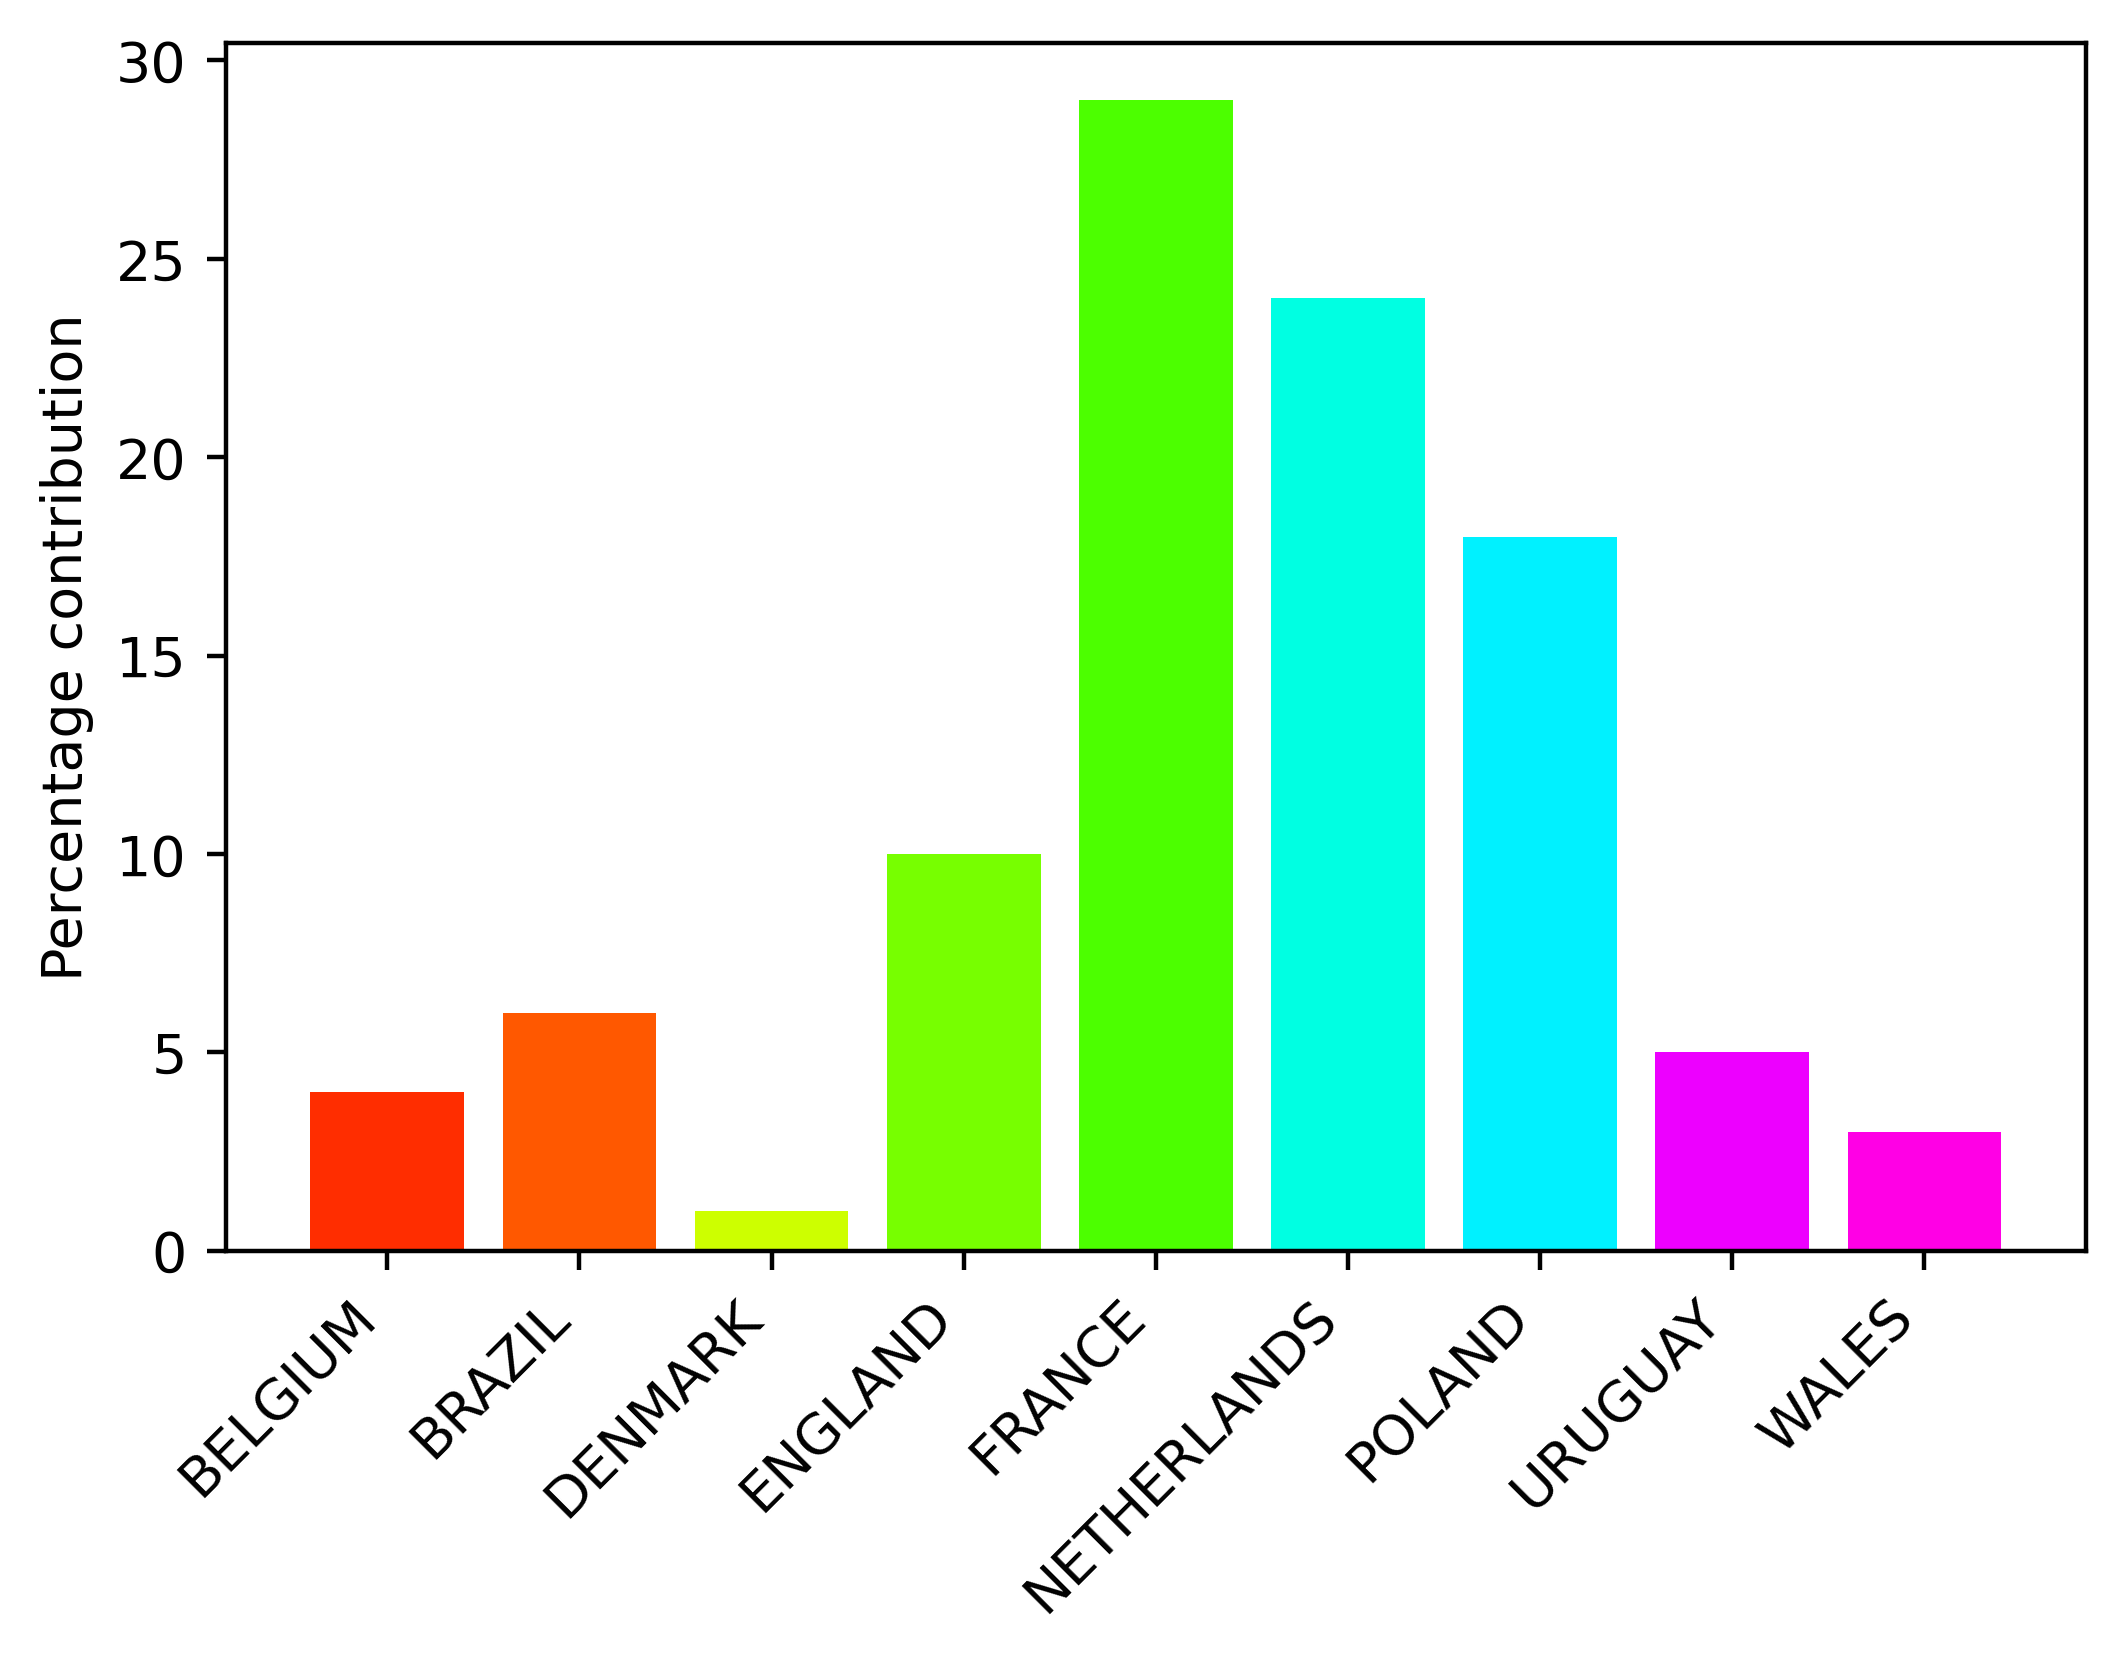 30
25
20
15
10
5
0
Percentage contribution
BELGIUM
BRAZIL
DENMARK
ENGLAND
FRANCE
NETHERLANDS
POLAND
URUGUAY
WALES